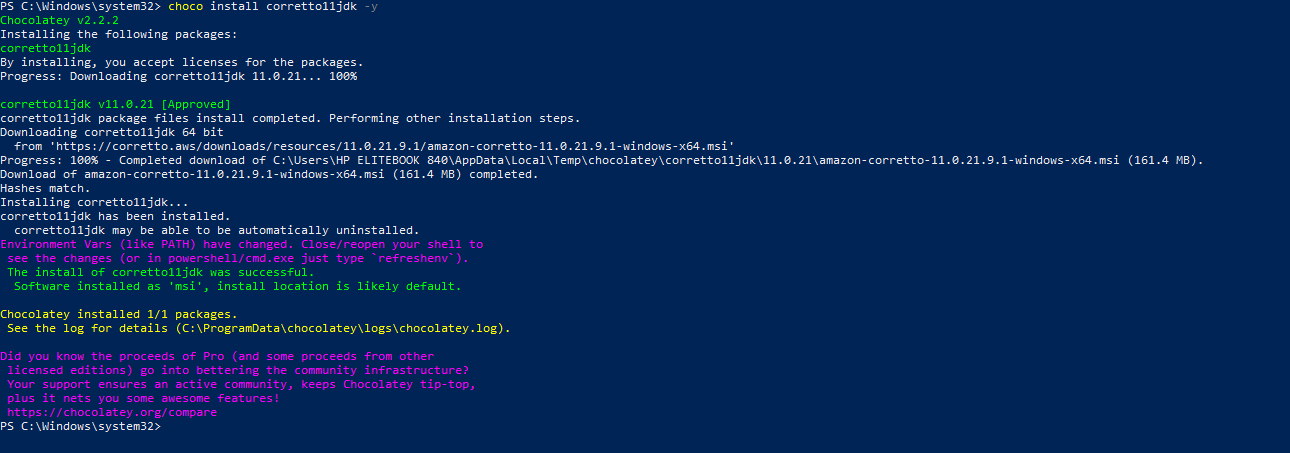 PS C:\Windows\system32> choco install corretto11jdk -y
Chocolatey v2.2.2
Installing the following packages:
corretto11jdk
By installing, you accept licenses for the packages.
Progress: Downloading corretto11jdk 11.0.21... 100%

corretto11jdk v11.0.21 [Approved]
corretto11jdk package files install completed. Performing other installation steps.
Downloading corretto11jdk 64 bit
  from 'https://corretto.aws/downloads/resources/11.0.21.9.1/amazon-corretto-11.0.21.9.1-windows-x64.msi'
Progress: 100% - Completed download of C:\Users\HP ELITEBOOK 840\AppData\Local\Temp\chocolatey\corretto11jdk\11.0.21\amazon-corretto-11.0.21.9.1-windows-x64.msi (161.4 MB).
Download of amazon-corretto-11.0.21.9.1-windows-x64.msi (161.4 MB) completed.
Hashes match.
Installing corretto11jdk...
corretto11jdk has been installed.
  corretto11jdk may be able to be automatically uninstalled.
Environment Vars (like PATH) have changed. Close/reopen your shell to
 see the changes (or in powershell/cmd.exe just type `refreshenv`).
 The install of corretto11jdk was successful.
  Software installed as 'msi', install location is likely default.

Chocolatey installed 1/1 packages.
 See the log for details (C:\ProgramData\chocolatey\logs\chocolatey.log).

Did you know the proceeds of Pro (and some proceeds from other
 licensed editions) go into bettering the community infrastructure?
 Your support ensures an active community, keeps Chocolatey tip-top,
 plus it nets you some awesome features!
 https://chocolatey.org/compare
PS C:\Windows\system32>